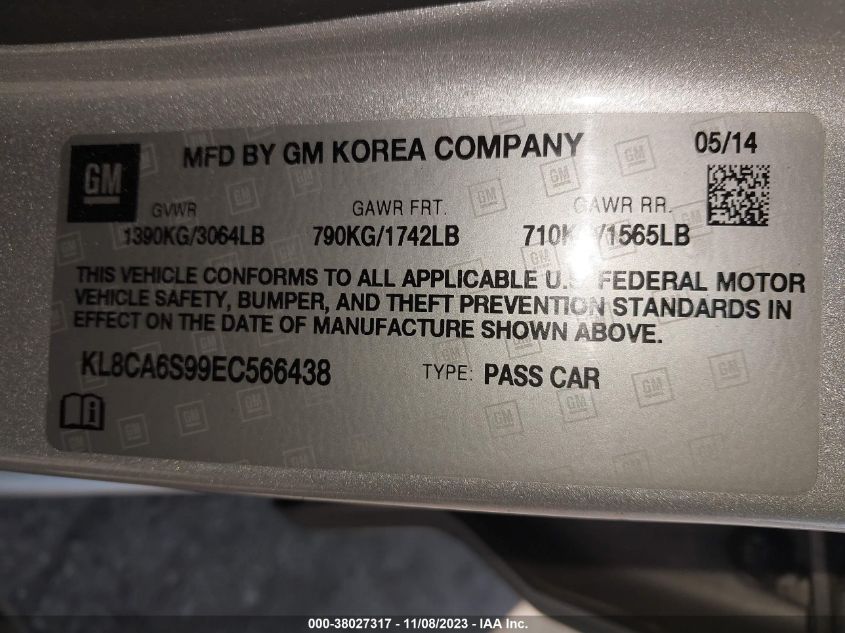 GM
MFD BY GM KOREA COMPANY
05/14
GVWR GAWR FRT. GAWR RR.
1390KG/3064LB 790KG/1742LB 710K /1565LB
THIS VEHICLE CONFORMS TO ALL APPLICABLE U.S. FEDERAL MOTOR
VEHICLE SAFETY, BUMPER, AND THEFT PREVENTION STANDARDS IN
EFFECT ON THE DATE OF MANUFACTURE SHOWN ABOVE.
KL8CA6S99EC566438 TYPE: PASS CAR
000-38027317 - 11/08/2023 - IAA Inc.